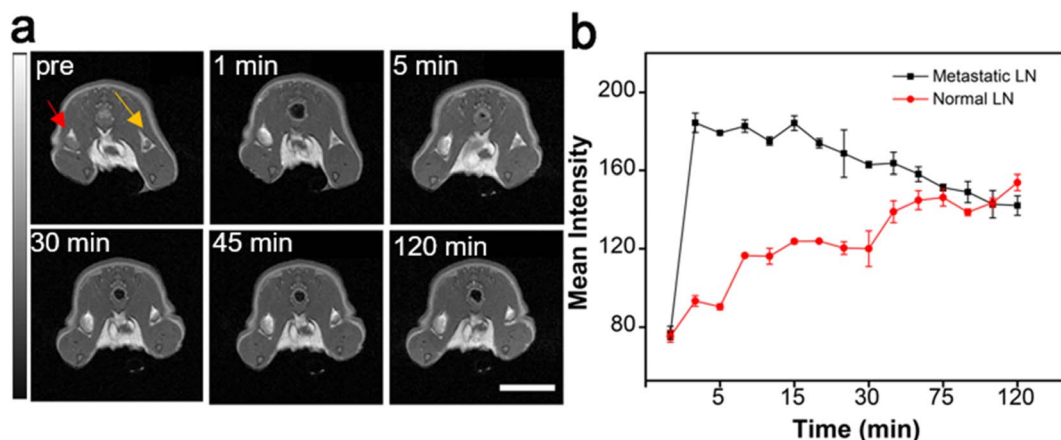 a
pre
1 min
5 min
30 min
45 min
120 min
b
Mean Intensity
200
160
120
80
Metastatic LN
Normal LN
5
15
30
75
120
Time (min)